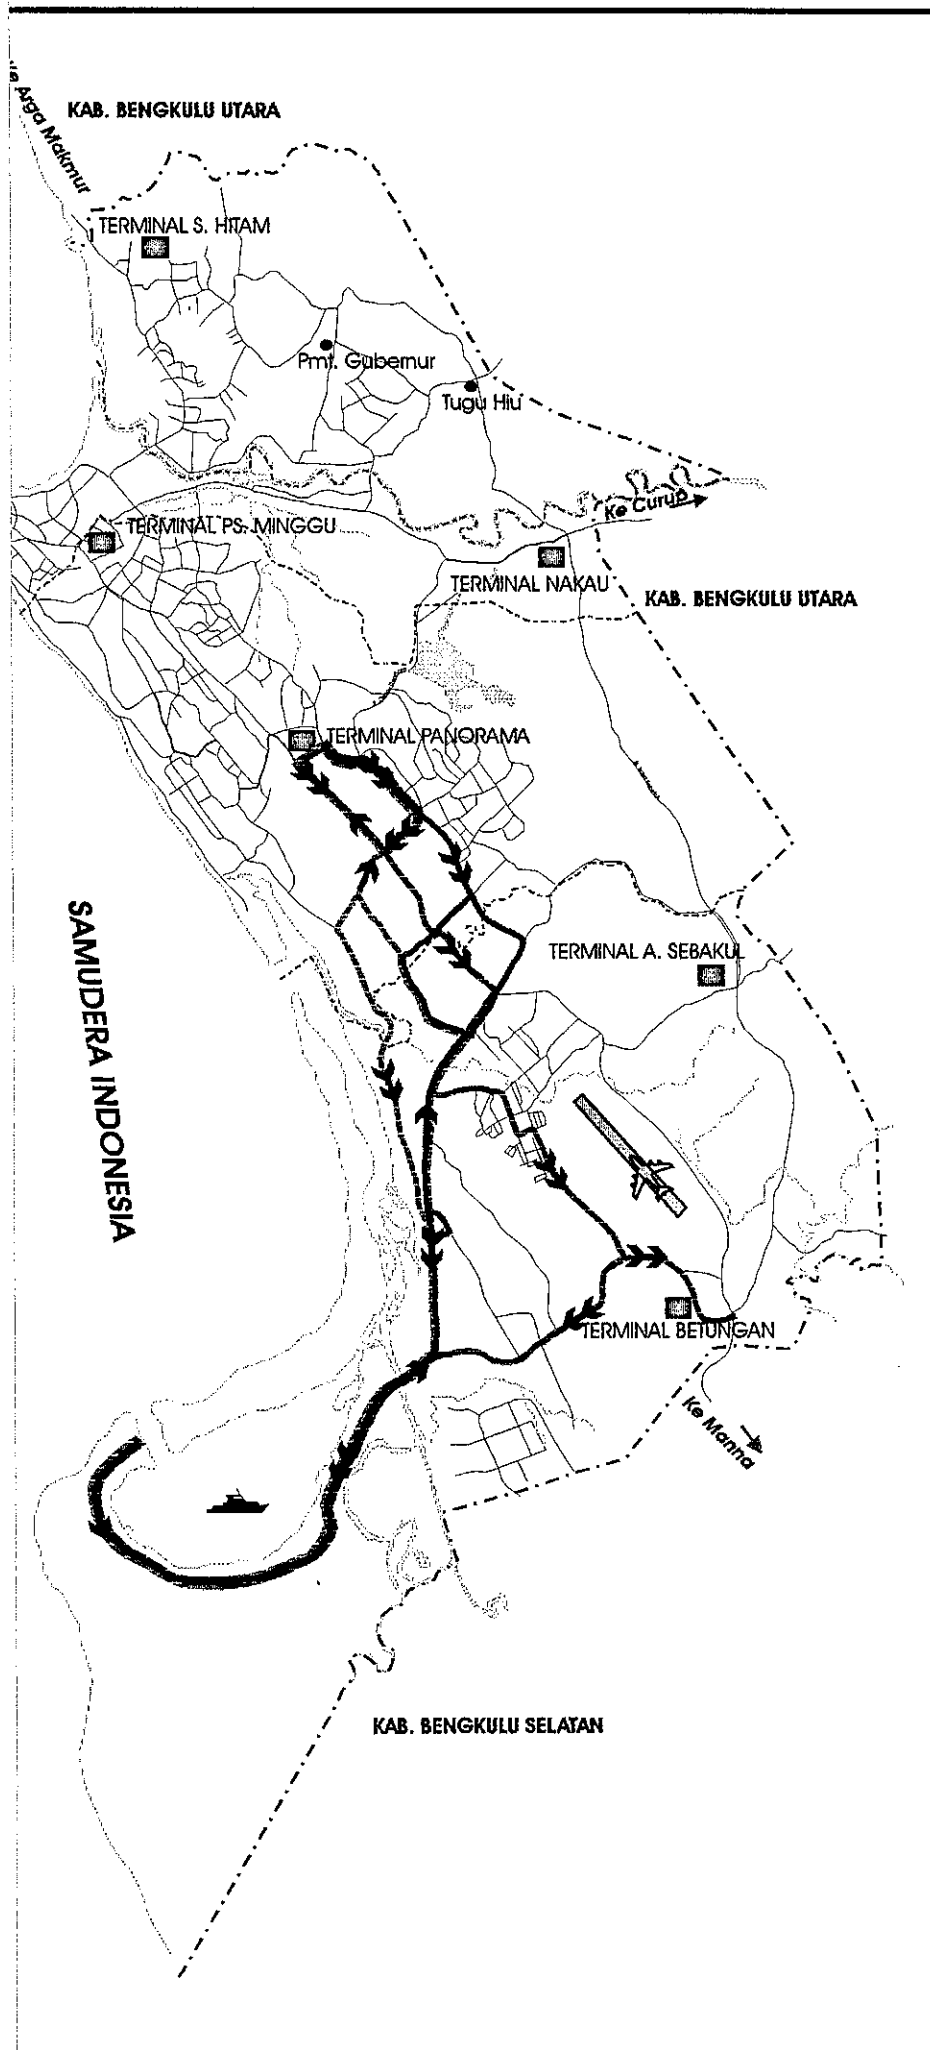 Ke Arga Makmur
KAB. BENGKULU UTARA
TERMINAL S. HITAM
Pmt. Gubernur
Tugu Hiu
Ke Curup
TERMINAL PS. MINGGU
TERMINAL NAKAU
KAB. BENGKULU UTARA
TERMINAL PANORAMA
SAMUDERA INDONESIA
TERMINAL A. SEBAKUL
TERMINAL BETUNGAN
Ke Manna
KAB. BENGKULU SELATAN